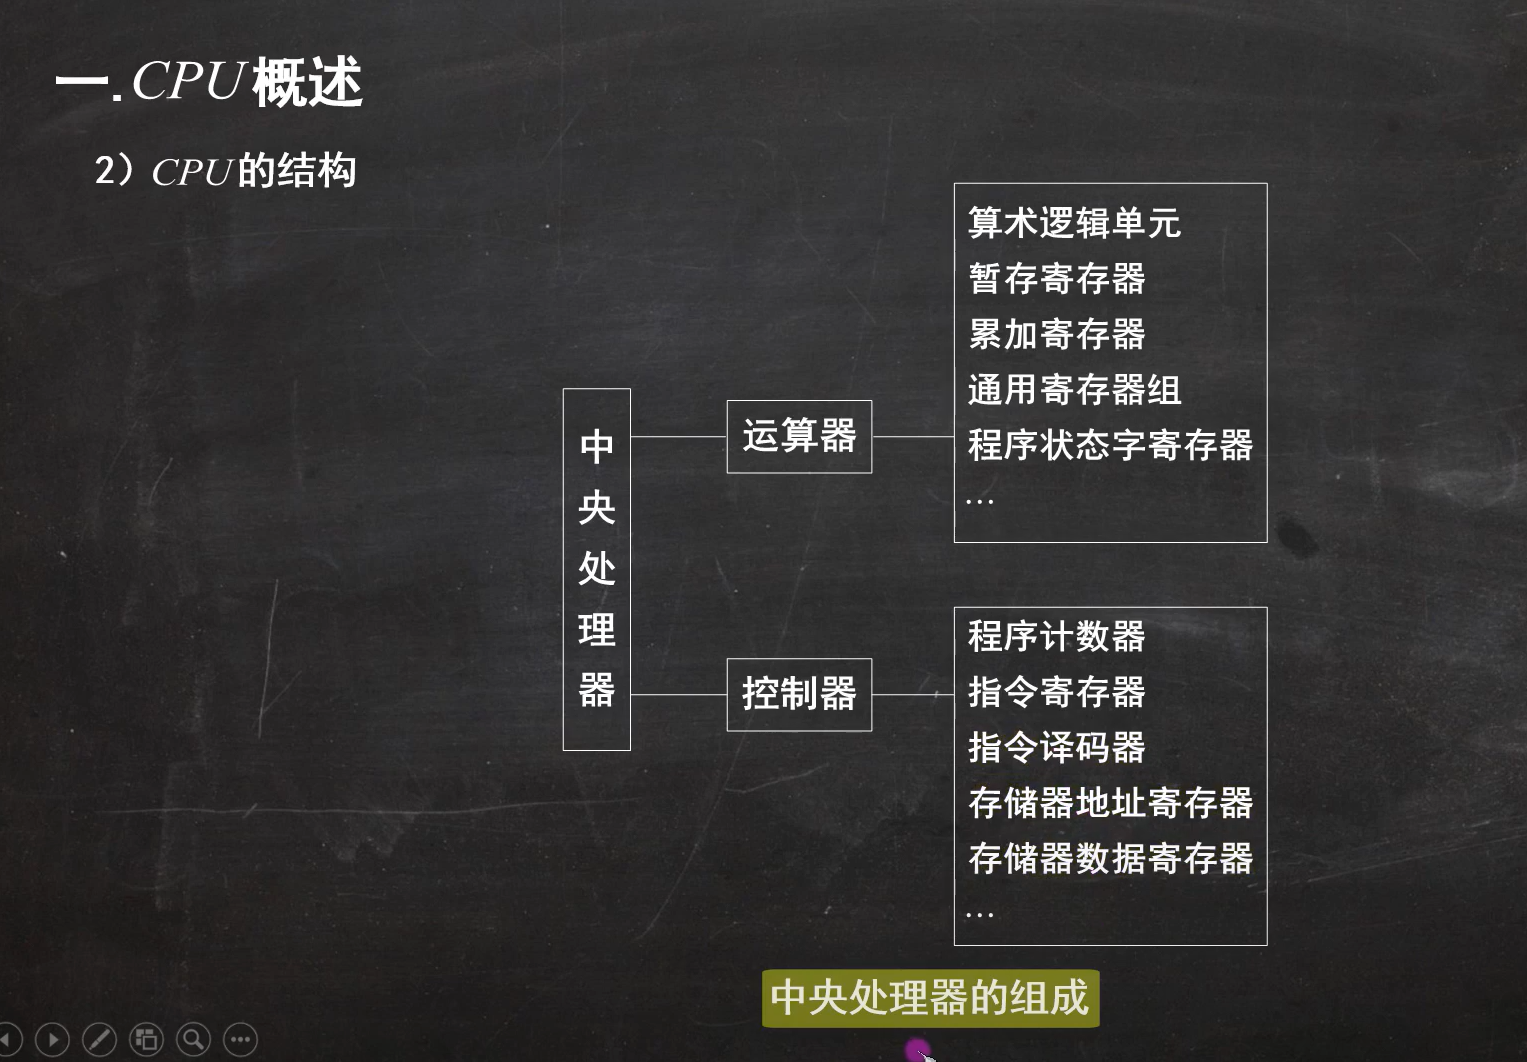 一.CPU概述
2）CPU的结构
中央处理器
运算器
算术逻辑单元
暂存寄存器
累加寄存器
通用寄存器组
程序状态字寄存器
…
控制器
程序计数器
指令寄存器
指令译码器
存储器地址寄存器
存储器数据寄存器
…
中央处理器的组成